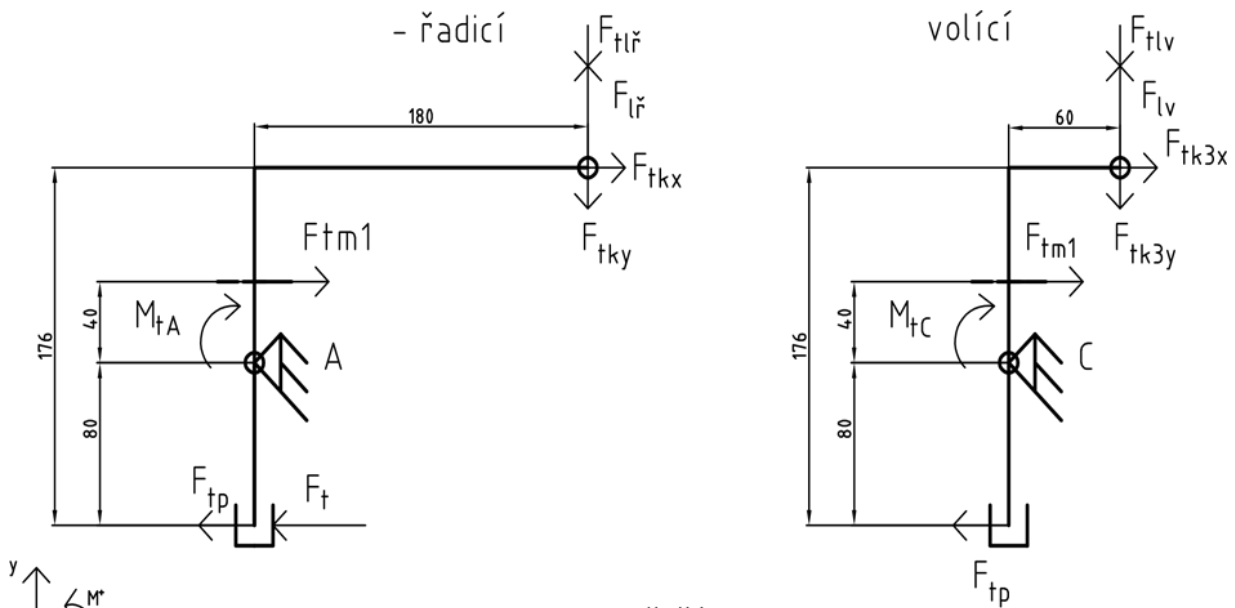 - řadicí
volící
F_tlř
F_lř
180
F_tkx
F_tky
Ftm1
40
M_tA
A
176
80
F_tp
F_t
F_tlv
F_lv
60
F_tk3x
F_tk3y
F_tm1
40
M_tC
C
176
80
F_tp
y
M+